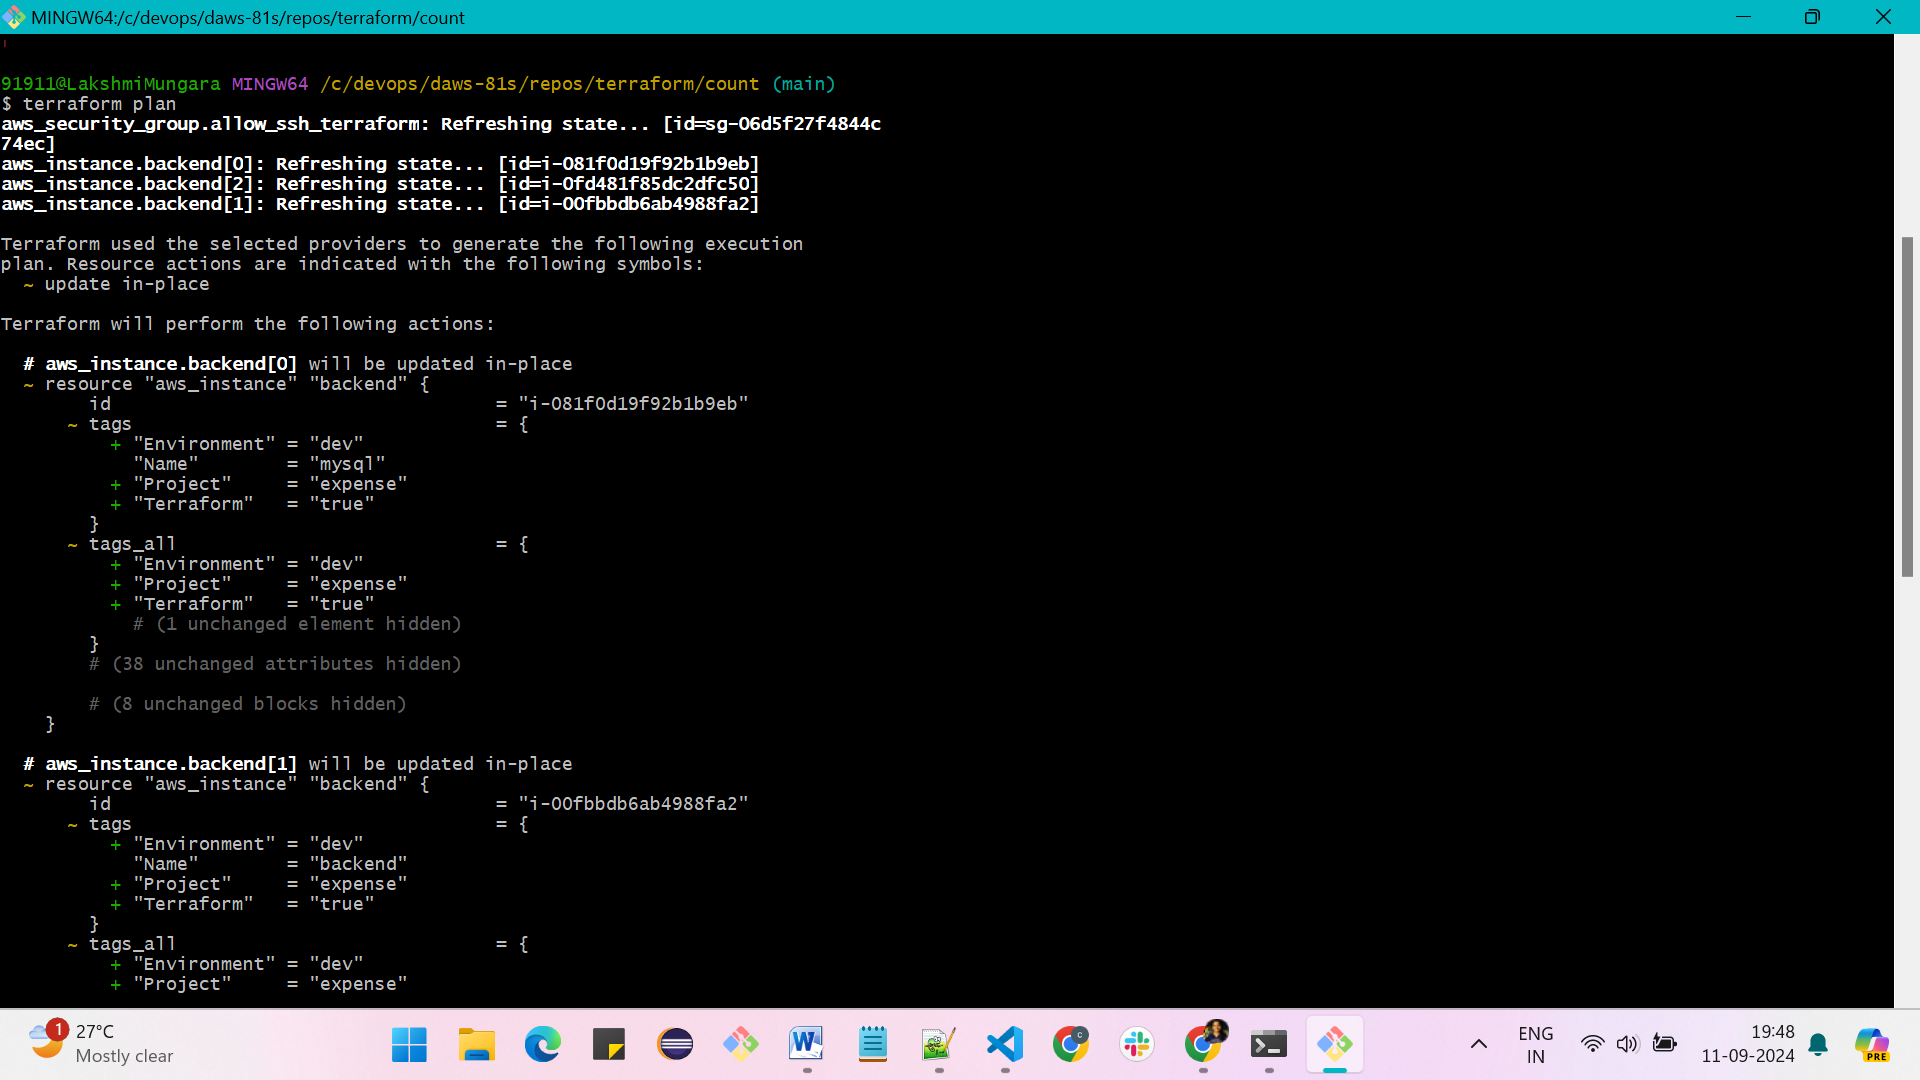 MINGW64:/c/devops/daws-81s/repos/terraform/count
91911@LakshmiMungara MINGW64 /c/devops/daws-81s/repos/terraform/count (main)
$ terraform plan
aws_security_group.allow_ssh_terraform: Refreshing state... [id=sg-06d5f27f4844c
74ec]
aws_instance.backend[0]: Refreshing state... [id=i-081f0d19f92b1b9eb]
aws_instance.backend[2]: Refreshing state... [id=i-0fd481f85dc2dfc50]
aws_instance.backend[1]: Refreshing state... [id=i-00fbbdb6ab4988fa2]
Terraform used the selected providers to generate the following execution
plan. Resource actions are indicated with the following symbols:
  ~ update in-place
Terraform will perform the following actions:
  # aws_instance.backend[0] will be updated in-place
  ~ resource "aws_instance" "backend" {
        id                                   = "i-081f0d19f92b1b9eb"
      ~ tags                                 = {
          + "Environment" = "dev"
            "Name"        = "mysql"
          + "Project"     = "expense"
          + "Terraform"   = "true"
        }
      ~ tags_all                             = {
          + "Environment" = "dev"
          + "Project"     = "expense"
          + "Terraform"   = "true"
            # (1 unchanged element hidden)
        }
        # (38 unchanged attributes hidden)
        # (8 unchanged blocks hidden)
    }
  # aws_instance.backend[1] will be updated in-place
  ~ resource "aws_instance" "backend" {
        id                                   = "i-00fbbdb6ab4988fa2"
      ~ tags                                 = {
          + "Environment" = "dev"
            "Name"        = "backend"
          + "Project"     = "expense"
          + "Terraform"   = "true"
        }
      ~ tags_all                             = {
          + "Environment" = "dev"
          + "Project"     = "expense"
1
27°C
Mostly clear
W
C
ENG
IN
19:48
11-09-2024
PRE